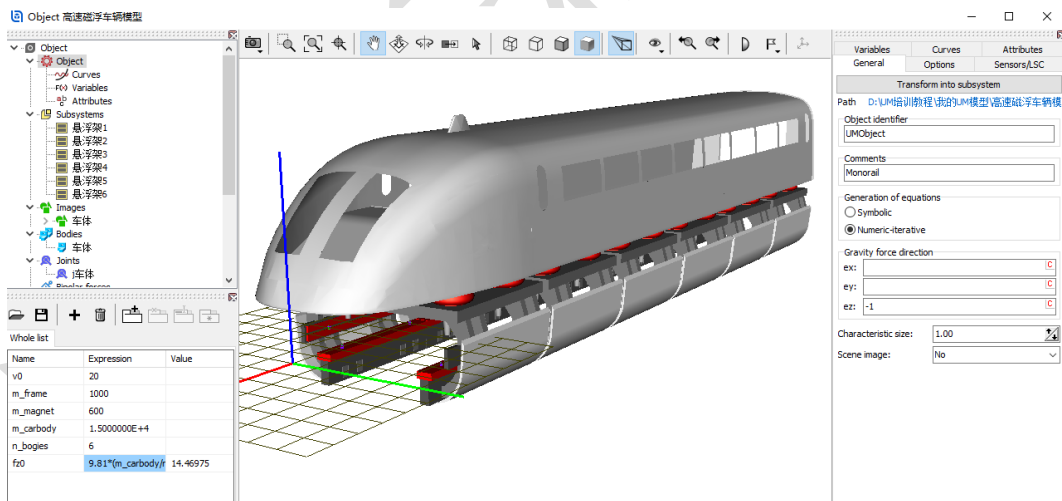 Object 高速磁浮车辆模型
Object
Object
Curves
Variables
Attributes
Subsystems
悬浮架1
悬浮架2
悬浮架3
悬浮架4
悬浮架5
悬浮架6
Images
车体
Bodies
车体
Joints
j车体
Bipolar forces
Whole list
Name Expression Value
v0 20
m_frame 1000
m_magnet 600
m_carbody 1.5000000E+4
n_bogies 6
fz0 9.81*(m_carbody/r 14.46975
Variables Curves Attributes
General Options Sensors/LSC
Transform into subsystem
Path D:\UM培训教程\我的UM模型\高速磁浮车辆模
Object identifier
UMObject
Comments
Monorail
Generation of equations
Symbolic
Numeric-iterative
Gravity force direction
ex: C
ey: C
ez: -1 C
Characteristic size: 1.00
Scene image: No